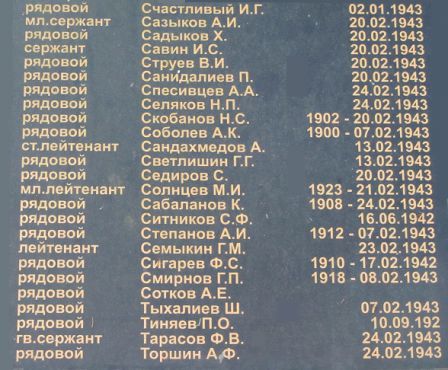 рядовой Счастливый И.Г. 02.01.1943
мл.сержант Сазыков А.И. 20.02.1943
рядовой Садыков Х. 20.02.1943
сержант Савин И.С. 20.02.1943
рядовой Струев В.И. 20.02.1943
рядовой Санидалиев П. 20.02.1943
рядовой Спесивцев А.А. 24.02.1943
рядовой Селяков Н.П. 24.02.1943
рядовой Скобанов Н.С. 1902 - 20.02.1943
рядовой Соболев А.К. 1900 - 07.02.1943
ст.лейтенант Сандахмедов А. 13.02.1943
рядовой Светлишин Г.Г. 13.02.1943
рядовой Седиров С. 20.02.1943
мл.лейтенант Солнцев М.И. 1923 - 21.02.1943
рядовой Сабаланов К. 1908 - 24.02.1943
рядовой Ситников С.Ф. 16.06.1942
рядовой Степанов А.И. 1912 - 07.02.1943
лейтенант Семыкин Г.М. 23.02.1943
рядовой Сигарев Ф.С. 1910 - 17.02.1942
рядовой Смирнов Г.П. 1918 - 08.02.1943
рядовой Сотков А.Е.
рядовой Тыхалиев Ш. 07.02.1943
рядовой Тиняев П.О. 10.09.192
гв.сержант Тарасов Ф.В. 24.02.1943
рядовой Торшин А.Ф. 24.02.1943